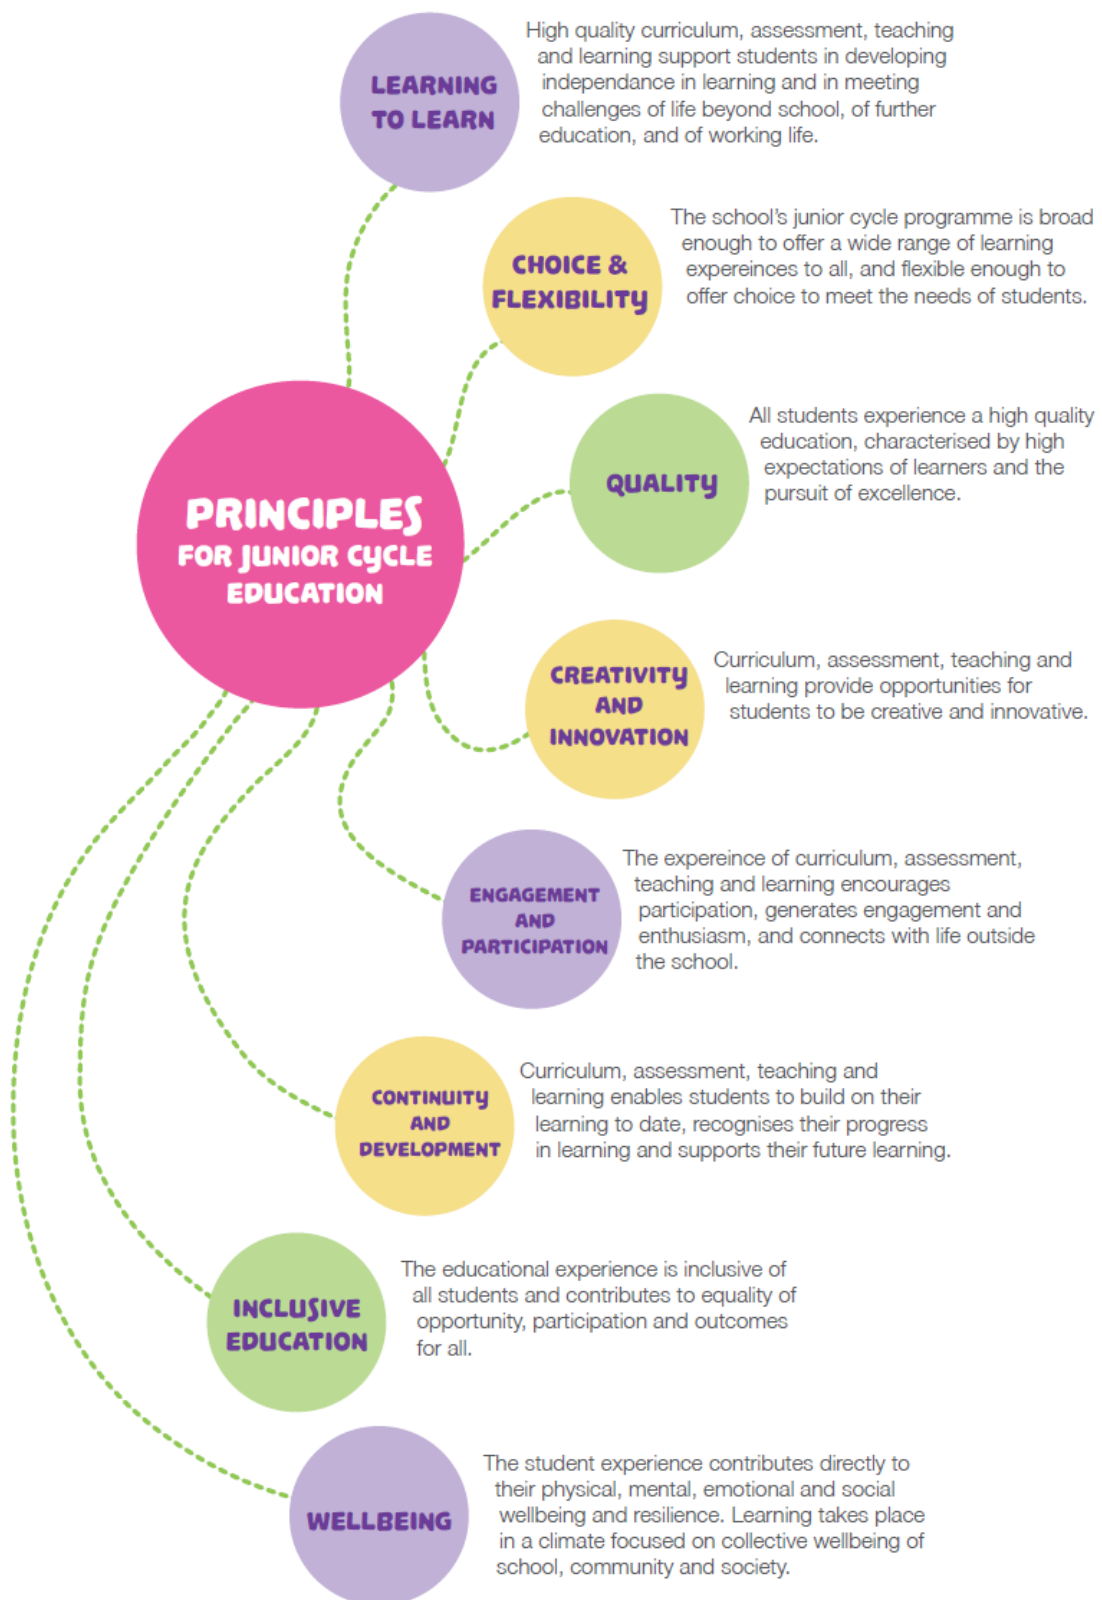 LEARNING
TO LEARN
High quality curriculum, assessment, teaching
and learning support students in developing
independance in learning and in meeting
challenges of life beyond school, of further
education, and of working life.
CHOICE &
FLEXIBILITY
The school's junior cycle programme is broad
enough to offer a wide range of learning
expereinces to all, and flexible enough to
offer choice to meet the needs of students.
QUALITY
All students experience a high quality
education, characterised by high
expectations of learners and the
pursuit of excellence.
PRINCIPLES
FOR JUNIOR CYCLE
EDUCATION
CREATIVITY
AND
INNOVATION
Curriculum, assessment, teaching and
learning provide opportunities for
students to be creative and innovative.
ENGAGEMENT
AND
PARTICIPATION
The expereince of curriculum, assessment,
teaching and learning encourages
participation, generates engagement and
enthusiasm, and connects with life outside
the school.
CONTINUITY
AND
DEVELOPMENT
Curriculum, assessment, teaching and
learning enables students to build on their
learning to date, recognises their progress
in learning and supports their future learning.
INCLUSIVE
EDUCATION
The educational experience is inclusive of
all students and contributes to equality of
opportunity, participation and outcomes
for all.
WELLBEING
The student experience contributes directly to
their physical, mental, emotional and social
wellbeing and resilience. Learning takes place
in a climate focused on collective wellbeing of
school, community and society.